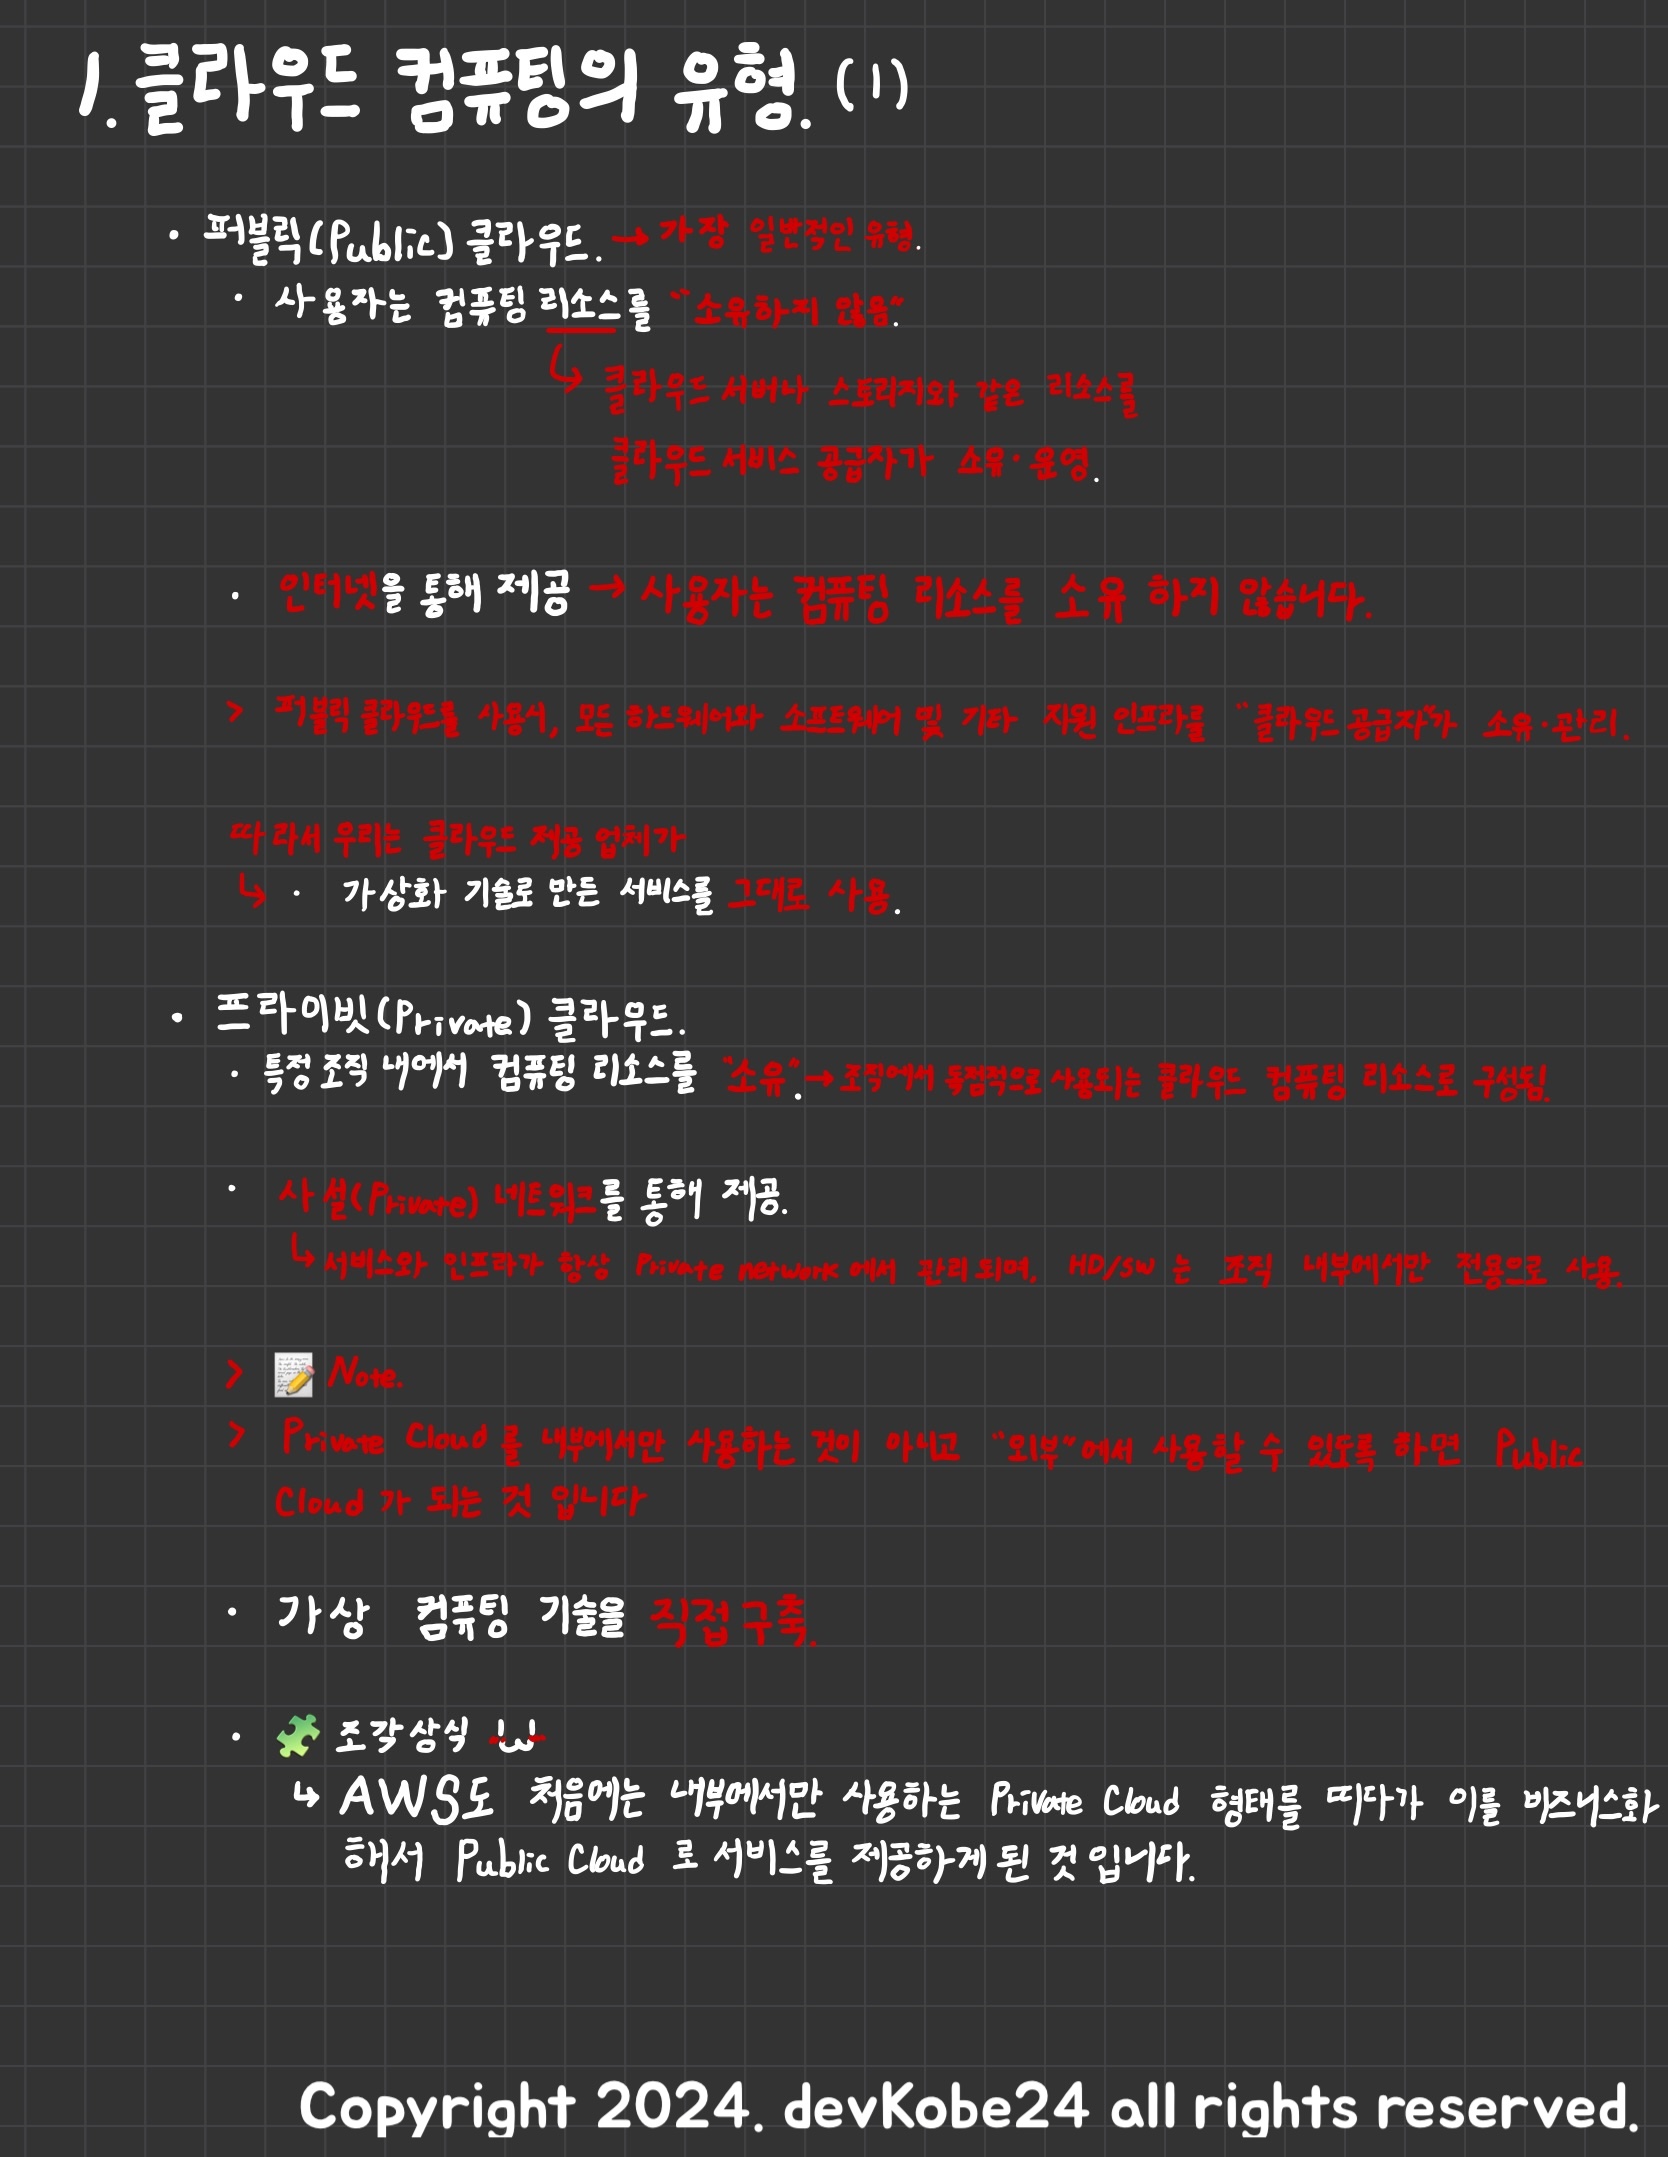 1. 클라우드 컴퓨팅의 유형. (1)
· 퍼블릭(Public) 클라우드. → 가장 일반적인 유형.
· 사용자는 컴퓨팅 리소스를 "소유하지 않음".
↳ 클라우드 서버나 스토리지와 같은 리소스를
클라우드 서비스 공급자가 소유·운영.
· 인터넷을 통해 제공 → 사용자는 컴퓨팅 리소스를 소유 하지 않습니다.
> 퍼블릭 클라우드를 사용시, 모든 하드웨어와 소프트웨어 및 기타 지원 인프라를 "클라우드 공급자"가 소유·관리.
따라서 우리는 클라우드 제공 업체가
↳ · 가상화 기술로 만든 서비스를 그대로 사용.
· 프라이빗(Private) 클라우드.
· 특정 조직 내에서 컴퓨팅 리소스를 "소유". → 조직에서 독점적으로 사용되는 클라우드 컴퓨팅 리소스로 구성됨.
· 사설(Private) 네트워크를 통해 제공.
↳ 서비스와 인프라가 항상 Private network 에서 관리 되며, HD/SW 는 조직 내부에서만 전용으로 사용.
> 📝 Note.
> Private Cloud 를 내부에서만 사용하는 것이 아니고 "외부"에서 사용할 수 있도록 하면 Public
Cloud 가 되는 것 입니다
· 가상 컴퓨팅 기술을 직접 구축.
· 🧩 조각상식
↳ AWS도 처음에는 내부에서만 사용하는 Private Cloud 형태를 띠다가 이를 비즈니스화
해서 Public Cloud 로 서비스를 제공하게 된 것 입니다.
Copyright 2024. devKobe24 all rights reserved.